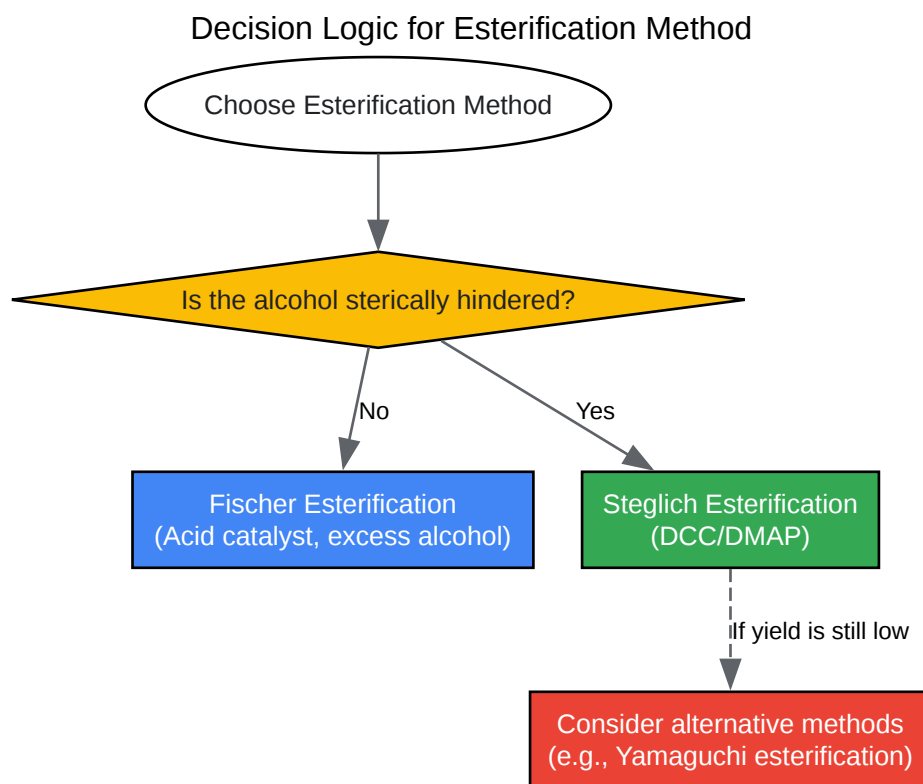 Decision Logic for Esterification Method
Choose Esterification Method
Is the alcohol sterically hindered?
No
Yes
Fischer Esterification
(Acid catalyst, excess alcohol)
Steglich Esterification
(DCC/DMAP)
If yield is still low
Consider alternative methods
(e.g., Yamaguchi esterification)